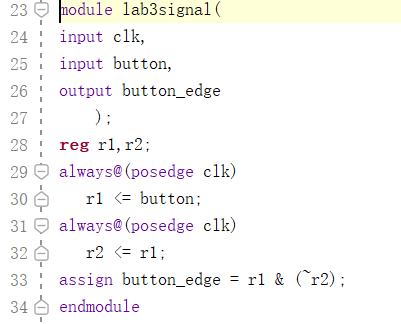 23 module lab3signal(
24 input clk,
25 input button,
26 output button_edge
27     );
28 reg r1,r2;
29 always@(posedge clk)
30    r1 <= button;
31 always@(posedge clk)
32    r2 <= r1;
33 assign button_edge = r1 & (~r2);
34 endmodule